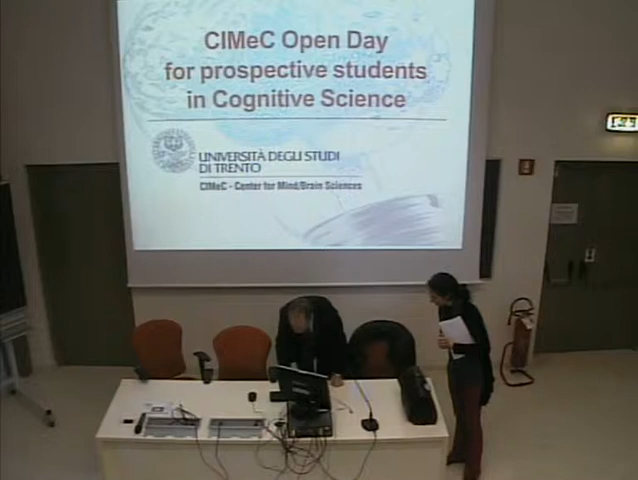 CIMeC Open Day
for prospective students
in Cognitive Science
UNIVERSITÀ DEGLI STUDI
DI TRENTO
CIMeC - Center for Mind/Brain Sciences